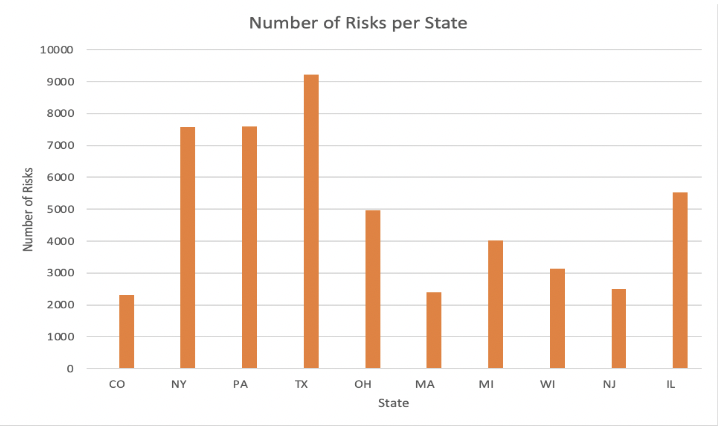 Number of Risks per State
10000
9000
8000
7000
6000
5000
4000
3000
2000
1000
0
Number of Risks
CO NY PA TX OH MA MI WI NJ IL
State